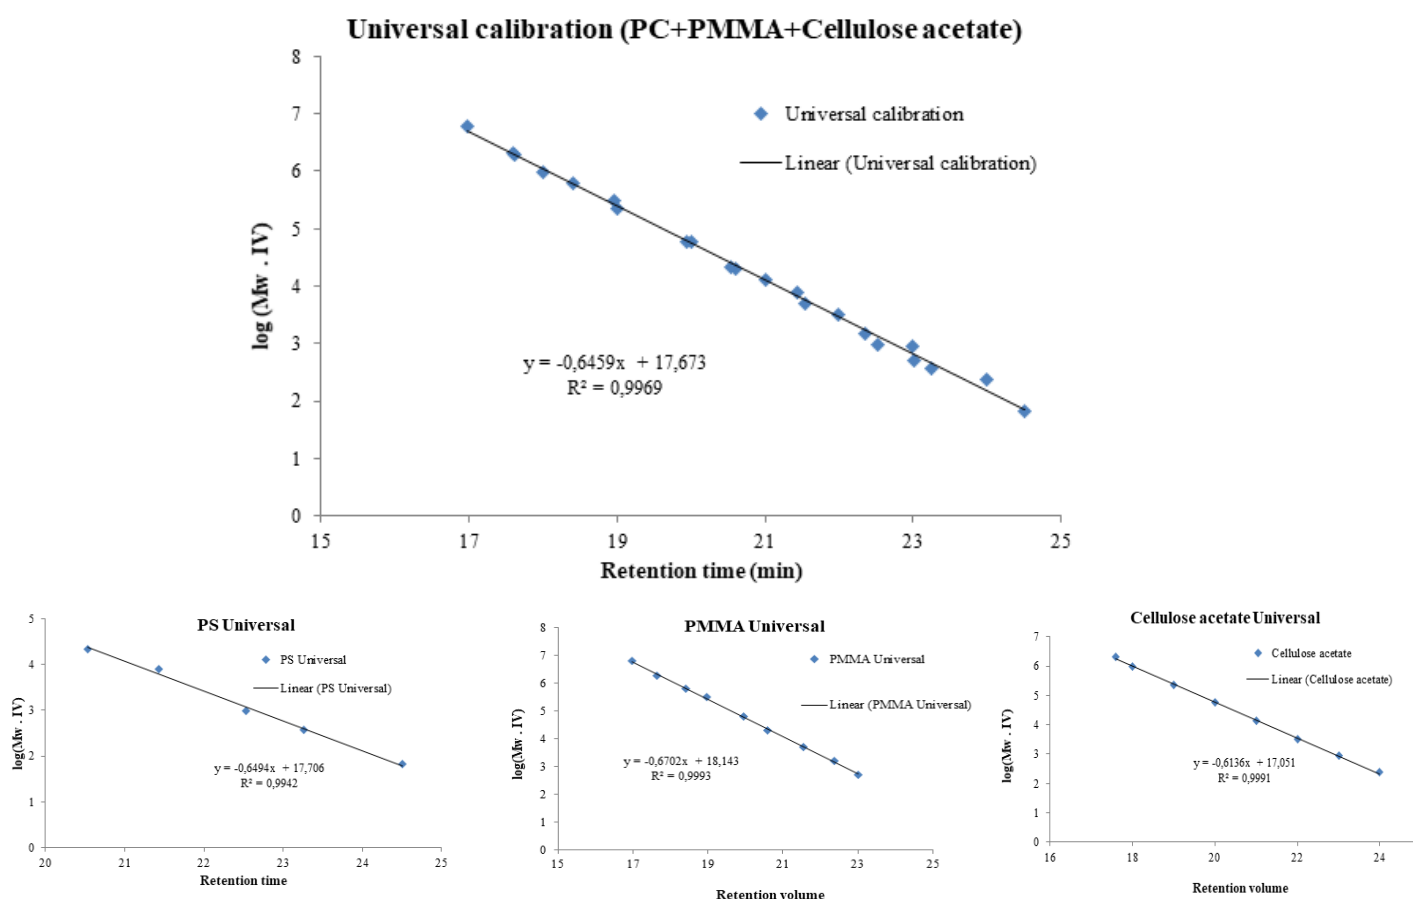 Universal calibration (PC+PMMA+Cellulose acetate)
8
7
6
5
4
3
2
1
0
log (Mw . IV)
Universal calibration
Linear (Universal calibration)
y = -0,6459x + 17,673
R² = 0,9969
15 17 19 21 23 25
Retention time (min)
PS Universal
5
4
3
2
1
0
log(Mw . IV)
PS Universal
Linear (PS Universal)
y = -0,6494x + 17,706
R² = 0,9942
20 21 22 23 24 25
Retention time
PMMA Universal
8
7
6
5
4
3
2
1
0
log(Mw . IV)
PMMA Universal
Linear (PMMA Universal)
y = -0,6702x + 18,143
R² = 0,9993
15 17 19 21 23 25
Retention volume
Cellulose acetate Universal
7
6
5
4
3
2
1
0
log(Mw . IV)
Cellulose acetate
Linear (Cellulose acetate)
y = -0,6136x + 17,051
R² = 0,9991
16 18 20 22 24
Retention volume